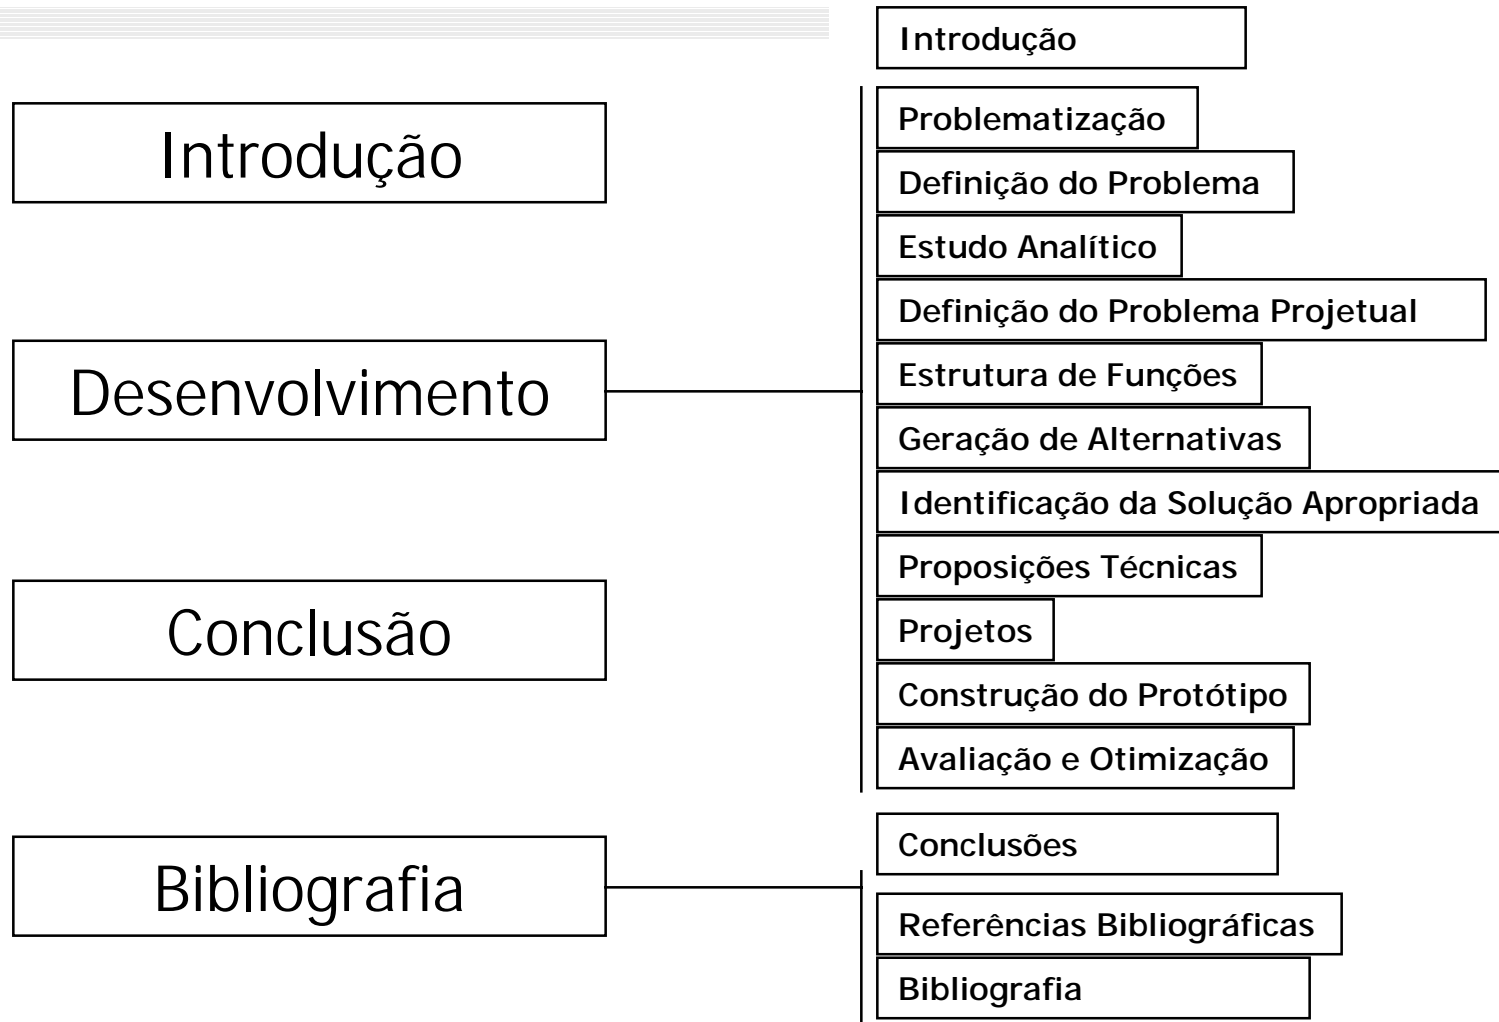 Introdução
Desenvolvimento
Conclusão
Bibliografia
Introdução
Problematização
Definição do Problema
Estudo Analítico
Definição do Problema Projetual
Estrutura de Funções
Geração de Alternativas
Identificação da Solução Apropriada
Proposições Técnicas
Projetos
Construção do Protótipo
Avaliação e Otimização
Conclusões
Referências Bibliográficas
Bibliografia